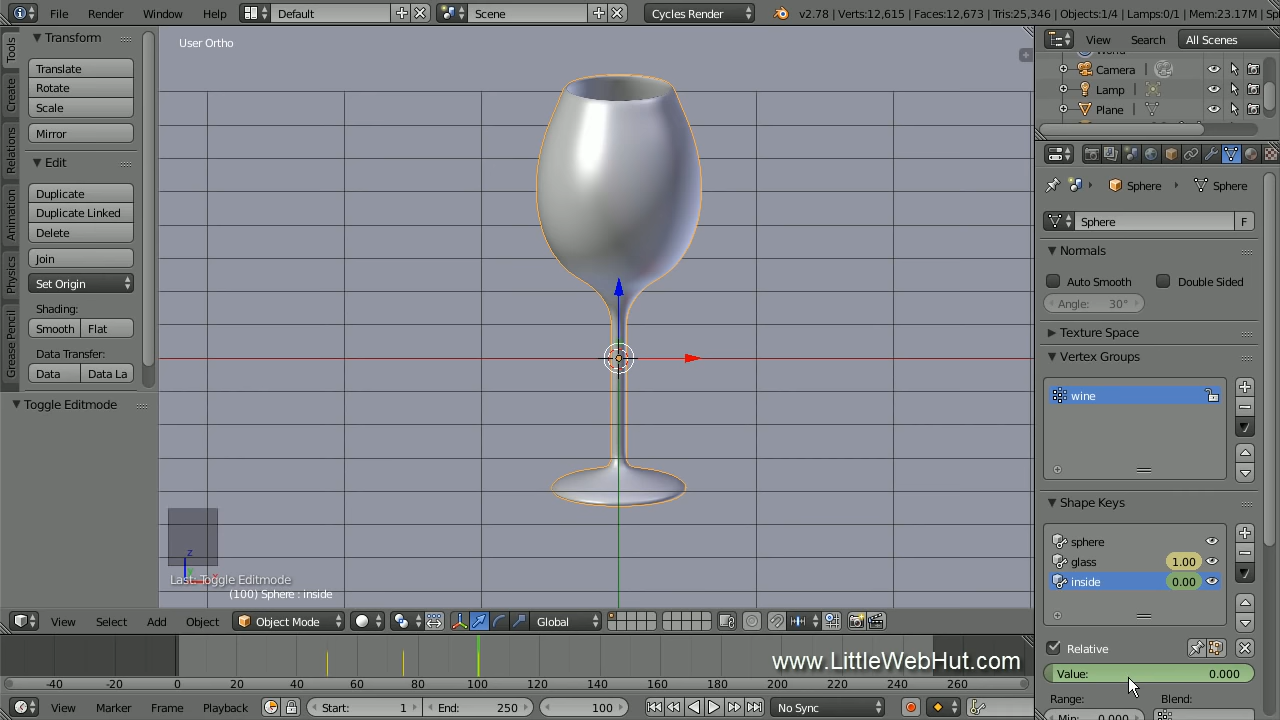 File Render Window Help Default Scene Cycles Render v2.78 | Verts:12,615 | Faces:12,673 | Tris:25,346 | Objects:1/4 | Lamps:0/1 | Mem:23.17M | Sp
Tools
Create
Relations
Animation
Physics
Grease Pencil
Transform
Translate
Rotate
Scale
Mirror
Edit
Duplicate
Duplicate Linked
Delete
Join
Set Origin
Shading:
Smooth Flat
Data Transfer:
Data Data La
Toggle Editmode
User Ortho
z
Last: Toggle Editmode
(100) Sphere : inside
View Select Add Object Object Mode Global
www.LittleWebHut.com
-40 -20 0 20 40 60 80 100 120 140 160 180 200 220 240 260
View Marker Frame Playback Start: 1 End: 250 100 No Sync
View Search All Scenes
Camera
Lamp
Plane
Sphere Sphere
Sphere F
Normals
Auto Smooth Double Sided
Angle: 30°
Texture Space
Vertex Groups
wine
Shape Keys
sphere
glass 1.00
inside 0.00
Relative
Value: 0.000
Range: Blend:
Min: 0.000